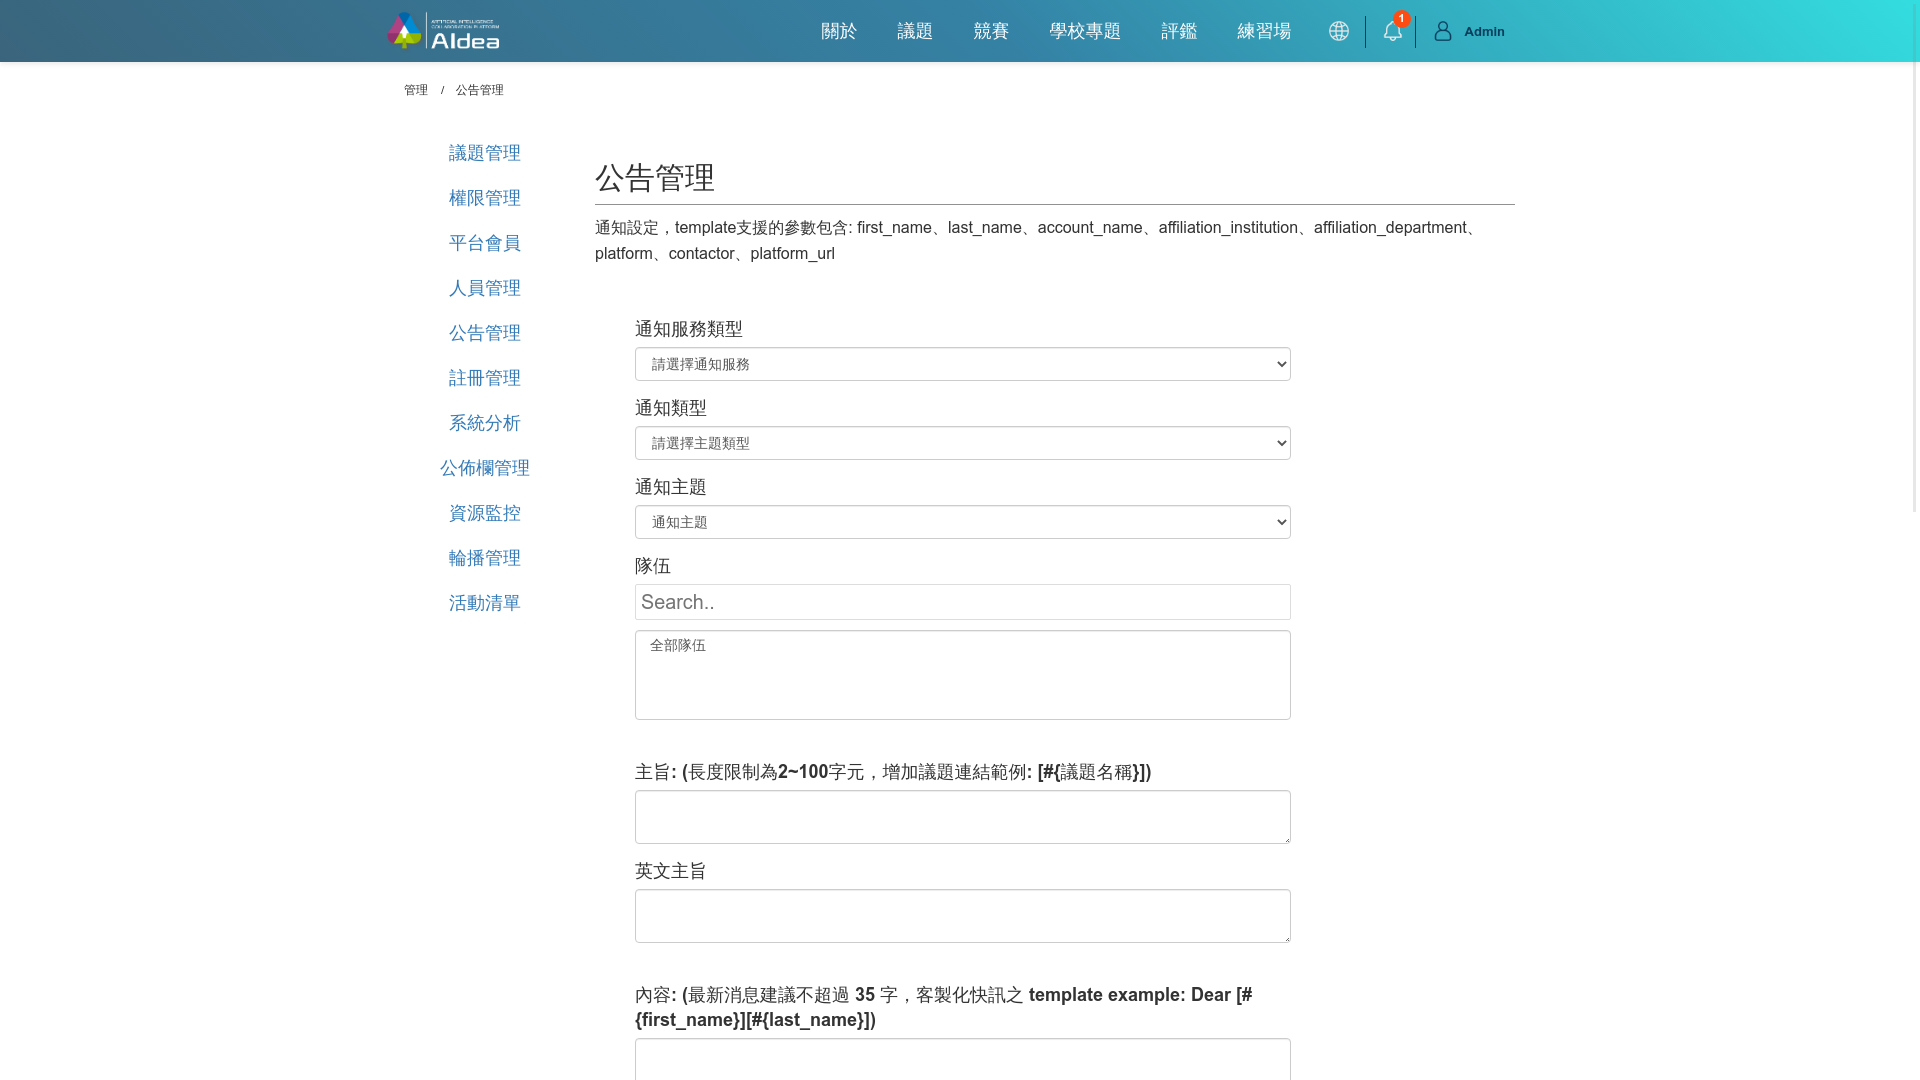 ARTIFICIAL INTELLIGENCE
COLLABORATION PLATFORM
AIdea
關於
議題
競賽
學校專題
評鑑
練習場
1
Admin
管理 / 公告管理
議題管理
權限管理
平台會員
人員管理
公告管理
註冊管理
系統分析
公佈欄管理
資源監控
輪播管理
活動清單
公告管理
通知設定，template支援的參數包含: first_name、last_name、account_name、affiliation_institution、affiliation_department、
platform、contactor、platform_url
通知服務類型
請選擇通知服務
通知類型
請選擇主題類型
通知主題
通知主題
隊伍
Search..
全部隊伍
主旨: (長度限制為2~100字元，增加議題連結範例: [#{議題名稱}])
英文主旨
內容: (最新消息建議不超過 35 字，客製化快訊之 template example: Dear [#
{first_name}][#{last_name}])